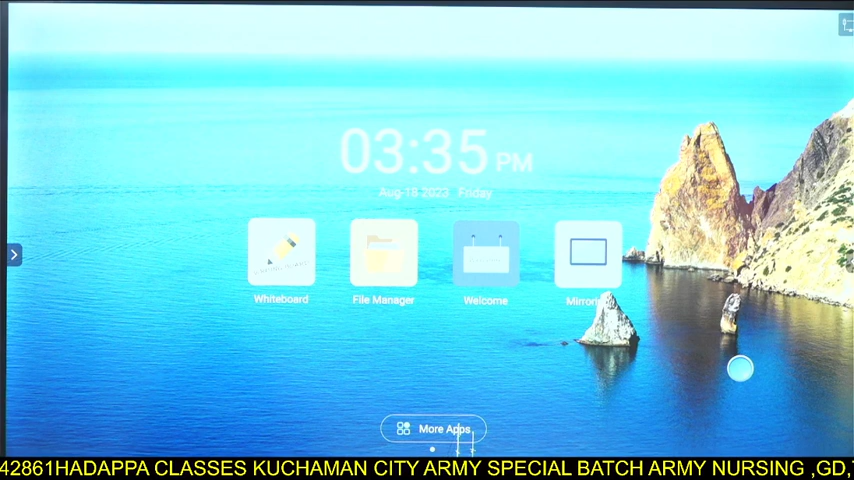 03:35 PM
Aug-18 2023 Friday
Whiteboard
File Manager
Welcome
Mirroring
More Apps
42861HADAPPA CLASSES KUCHAMAN CITY ARMY SPECIAL BATCH ARMY NURSING ,GD,